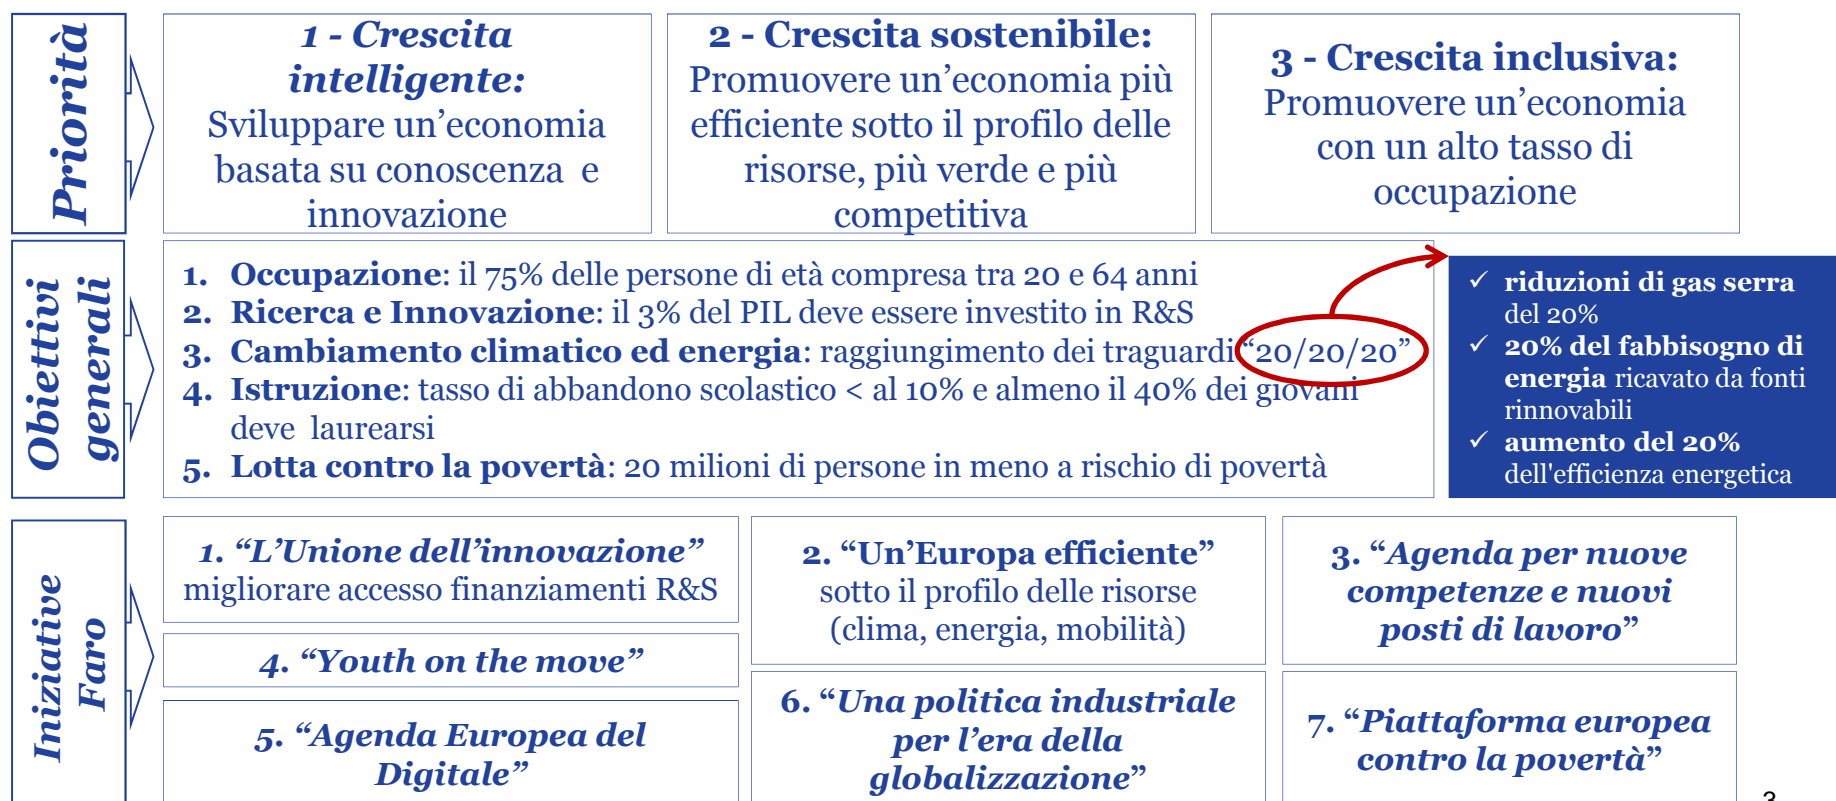 Priorità
1 - Crescita
intelligente:
Sviluppare un’economia
basata su conoscenza e
innovazione
2 - Crescita sostenibile:
Promuovere un’economia più
efficiente sotto il profilo delle
risorse, più verde e più
competitiva
3 - Crescita inclusiva:
Promuovere un’economia
con un alto tasso di
occupazione
Obiettivi
generali
1. Occupazione: il 75% delle persone di età compresa tra 20 e 64 anni
2. Ricerca e Innovazione: il 3% del PIL deve essere investito in R&S
3. Cambiamento climatico ed energia: raggiungimento dei traguardi “20/20/20”
4. Istruzione: tasso di abbandono scolastico < al 10% e almeno il 40% dei giovani
deve laurearsi
5. Lotta contro la povertà: 20 milioni di persone in meno a rischio di povertà
✓ riduzioni di gas serra
del 20%
✓ 20% del fabbisogno di
energia ricavato da fonti
rinnovabili
✓ aumento del 20%
dell'efficienza energetica
Iniziative
Faro
1. “L’Unione dell’innovazione”
migliorare accesso finanziamenti R&S
2. “Un’Europa efficiente”
sotto il profilo delle risorse
(clima, energia, mobilità)
3. “Agenda per nuove
competenze e nuovi
posti di lavoro”
4. “Youth on the move”
5. “Agenda Europea del
Digitale”
6. “Una politica industriale
per l’era della
globalizzazione”
7. “Piattaforma europea
contro la povertà”
3